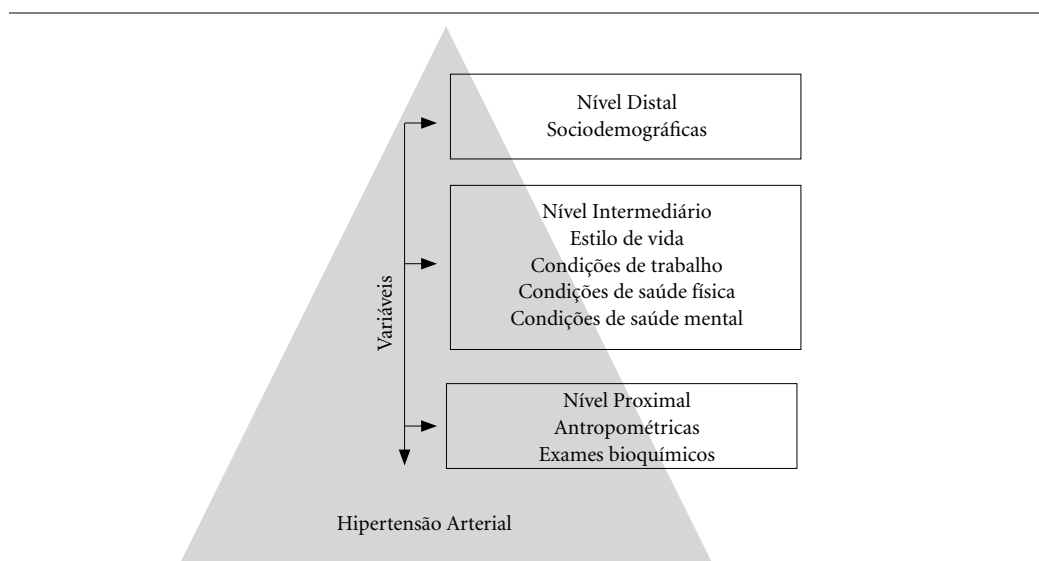 Nível Distal
Sociodemográficas
Nível Intermediário
Estilo de vida
Condições de trabalho
Condições de saúde física
Condições de saúde mental
Variáveis
Nível Proximal
Antropométricas
Exames bioquímicos
Hipertensão Arterial